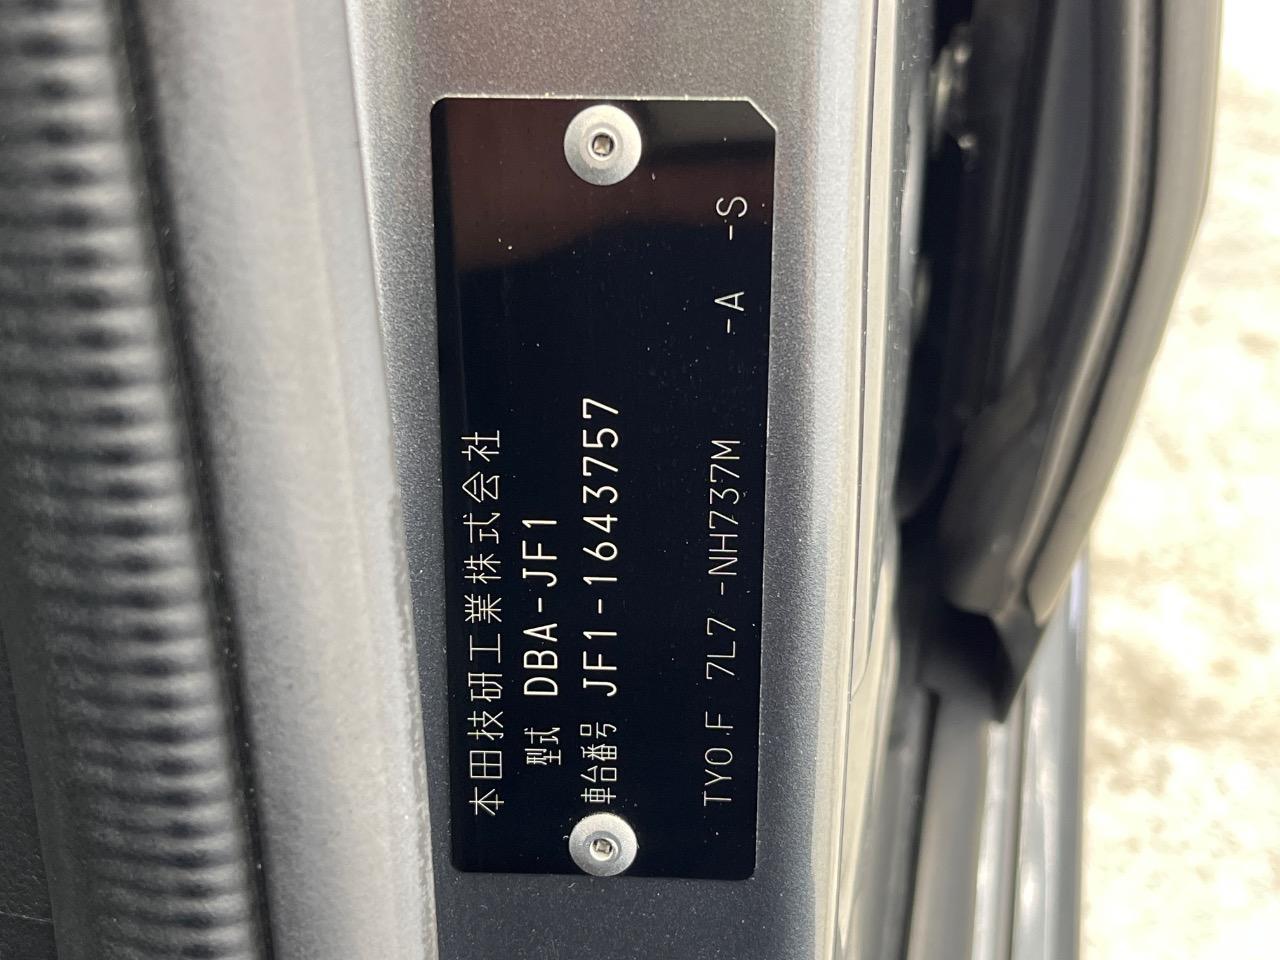 本田技研工業株式会社
型式 DBA-JF1
車台番号 JF1-1643757
TY0.F 7L7 -NH737M -A -S